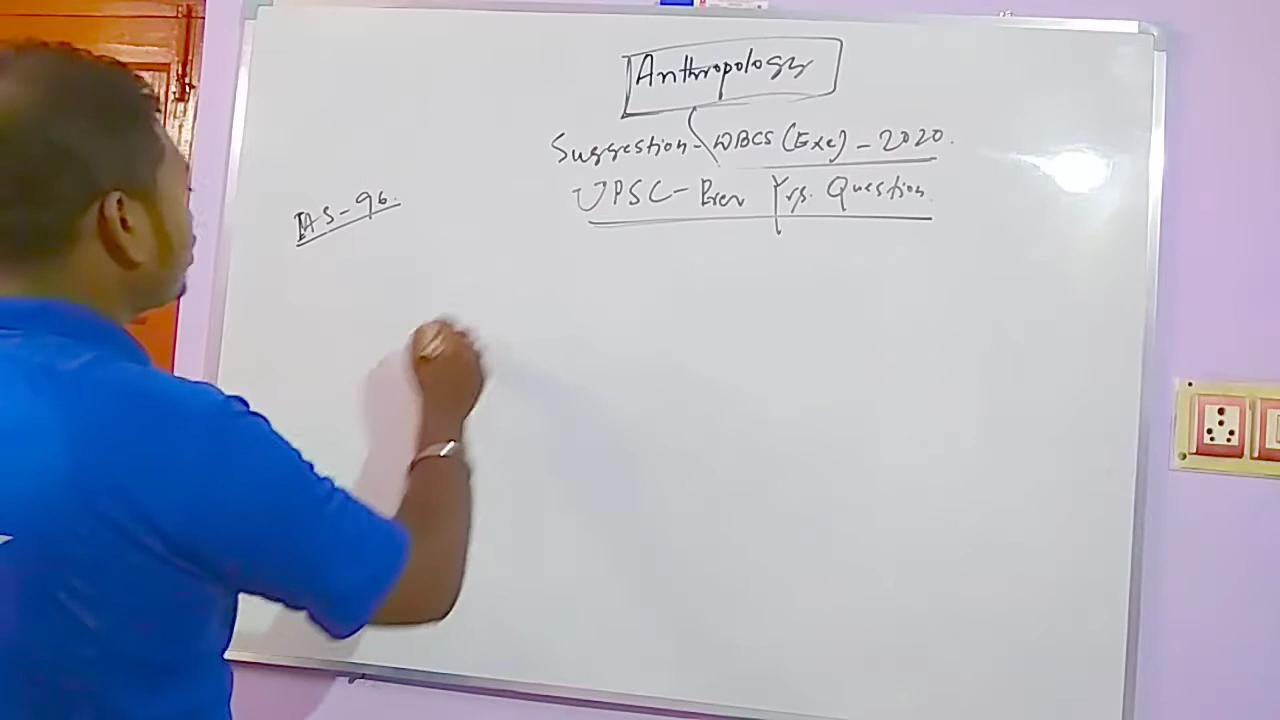 Anthropology
Suggestion - WBCS (Exe) - 2020.
UPSC - Prev Yrs. Question
IAS - 96.